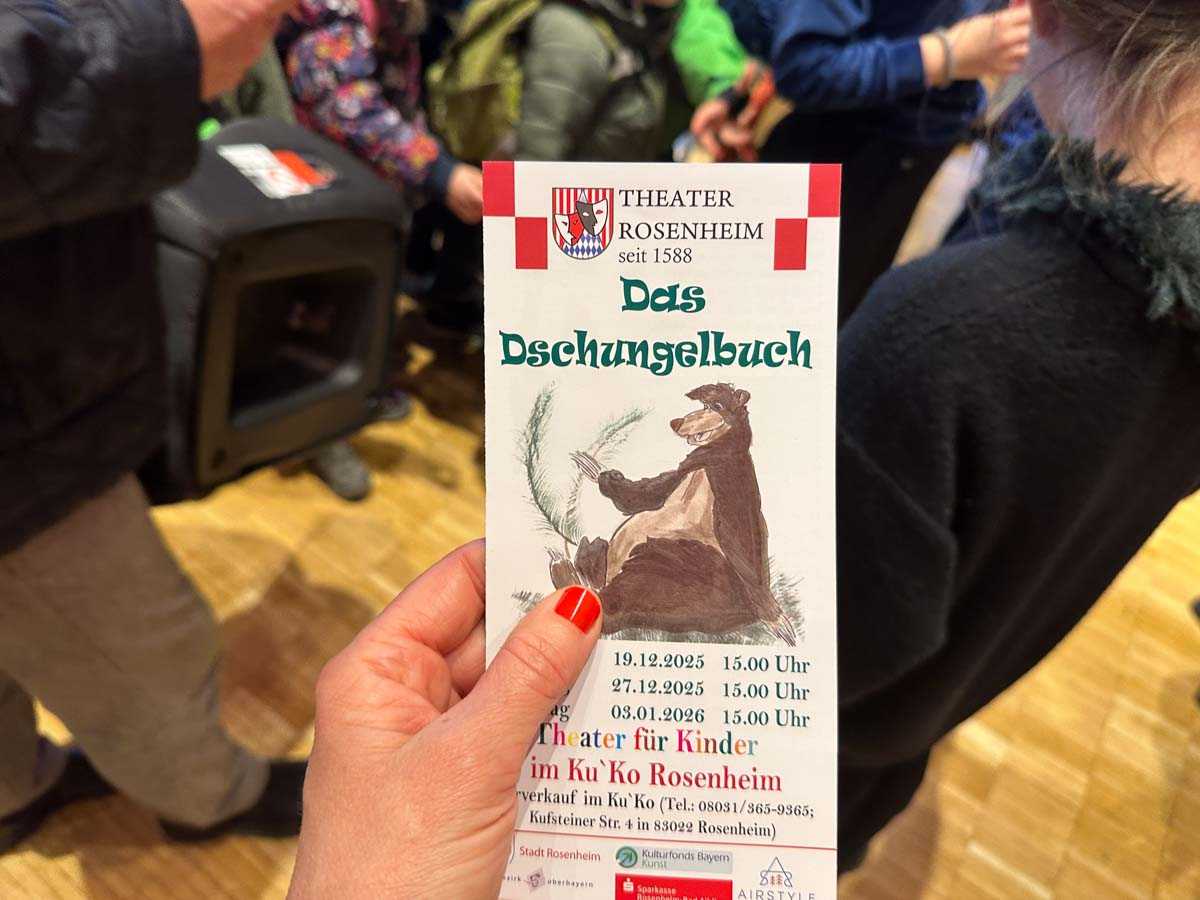 THEATER
ROSENHEIM
seit 1588
Das
Dschungelbuch
19.12.2025 15.00 Uhr
27.12.2025 15.00 Uhr
03.01.2026 15.00 Uhr
Theater für Kinder
im Ku`Ko Rosenheim
rverkauf im Ku`Ko (Tel.: 08031/365-9365;
Kufsteiner Str. 4 in 83022 Rosenheim)
Stadt Rosenheim
Kulturfonds Bayern
Kunst
oberbayern
Sparkasse
AIRSTYLE